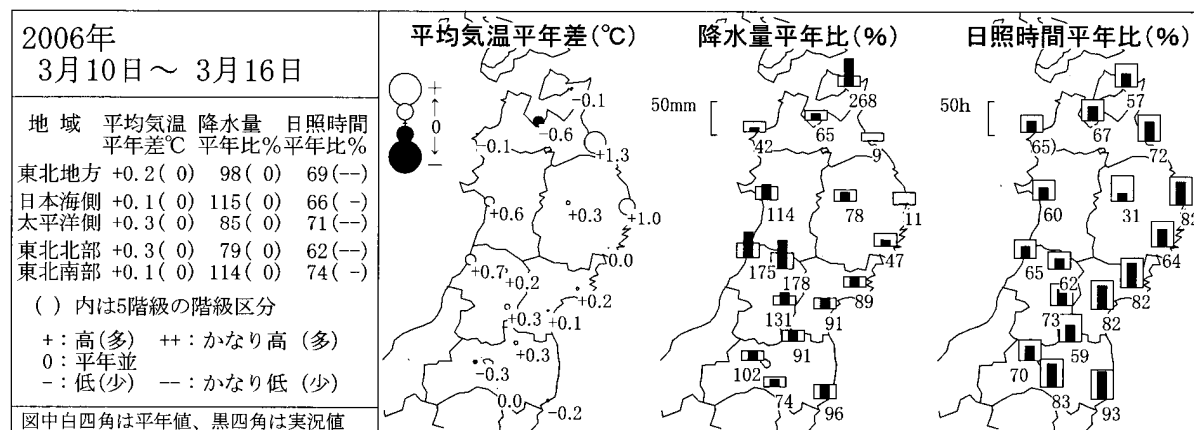 2006年
3月10日～ 3月16日
地 域 平均気温 降水量 日照時間
平年差℃ 平年比% 平年比%
東北地方 +0.2( 0) 98( 0) 69(--)
日本海側 +0.1( 0) 115( 0) 66( -)
太平洋側 +0.3( 0) 85( 0) 71(--)
東北北部 +0.3( 0) 79( 0) 62(--)
東北南部 +0.1( 0) 114( 0) 74( -)
( ) 内は5階級の階級区分
+：高(多) ++：かなり高 (多)
0：平年並
-：低(少) --：かなり低 (少)
図中白四角は平年値、黒四角は実況値
平均気温平年差(℃)
+
↑
0
↓
-
-0.1
-0.6
-0.1
+1.3
+0.6
+0.3
+1.0
0.0
+0.7
+0.2
+0.2
+0.3
+0.1
+0.3
-0.3
0.0
-0.2
降水量平年比(%)
50mm
268
65
42
9
114
78
11
47
175
178
89
131
91
91
102
74
96
日照時間平年比(%)
50h
57
67
65)
72
60
31
82
64
65
62
82
73
82
59
70
83
93